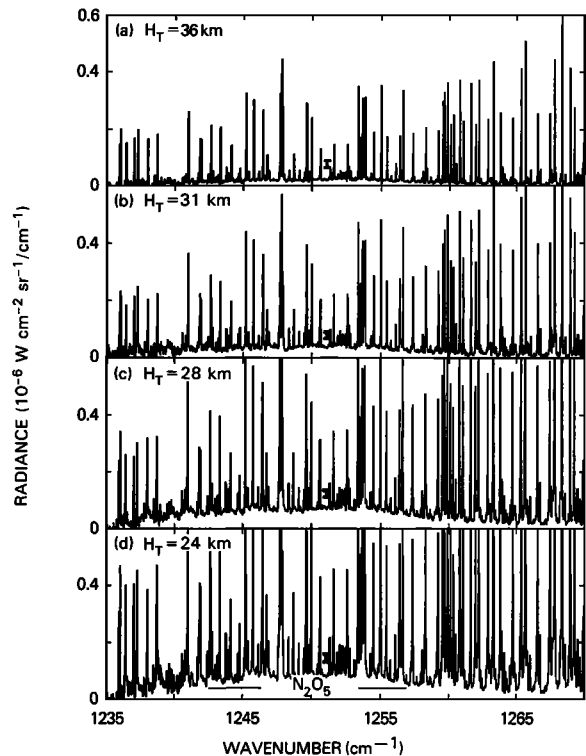 0.6
(a) H_T = 36 km
0.4
0
(b) H_T = 31 km
0.4
0
(c) H_T = 28 km
0.4
0
(d) H_T = 24 km
0.4
0
N₂O₅
1235 1245 1255 1265
WAVENUMBER (cm⁻¹)
RADIANCE (10⁻⁶ W cm⁻² sr⁻¹/cm⁻¹)